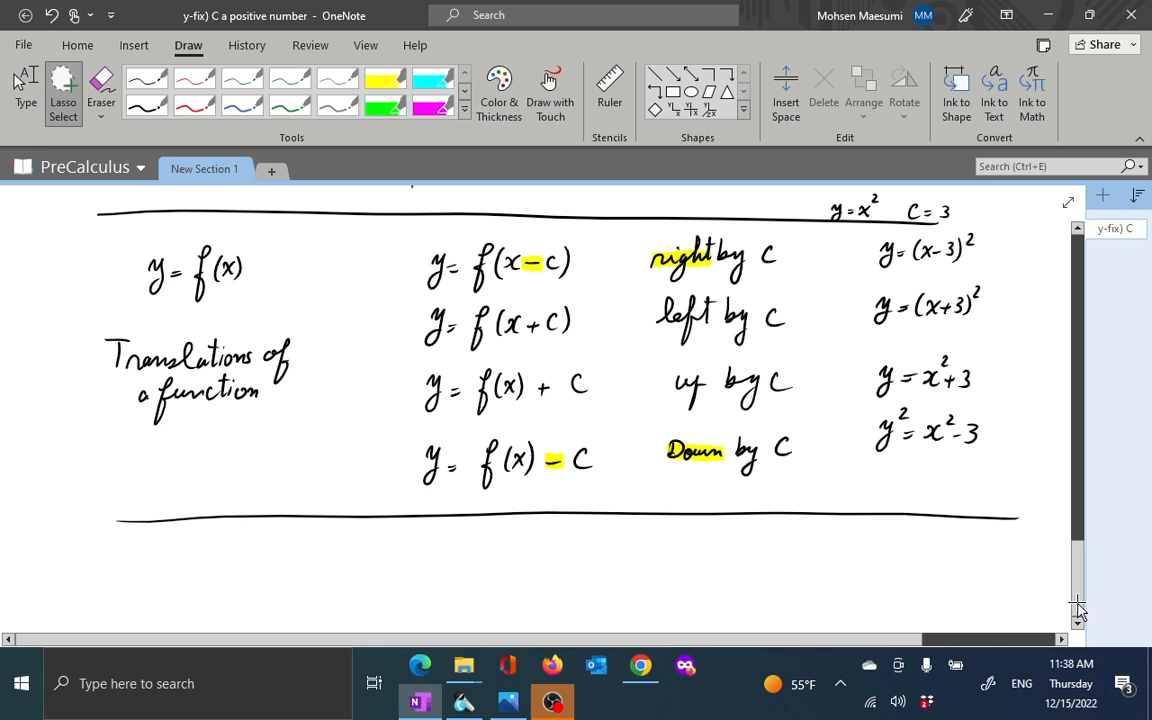 y-fix) C a positive number - OneNote
Search
Mohsen Maesumi MM
File Home Insert Draw History Review View Help
Share
Type
Lasso Select
Eraser
Color & Thickness
Draw with Touch
Ruler
Insert Space
Delete
Arrange
Rotate
Ink to Shape
Ink to Text
Ink to Math
Tools
Stencils
Shapes
Edit
Convert
PreCalculus
New Section 1
Search (Ctrl+E)
y-fix) C
y=x² C=3
y=f(x) y=f(x-c) right by C y=(x-3)²
y=f(x+c) left by C y=(x+3)²
Translations of
a function
y=f(x)+C up by C y=x²+3
y=f(x)-C Down by C y²=x²-3
Type here to search
55°F
ENG
11:38 AM
Thursday
12/15/2022
3